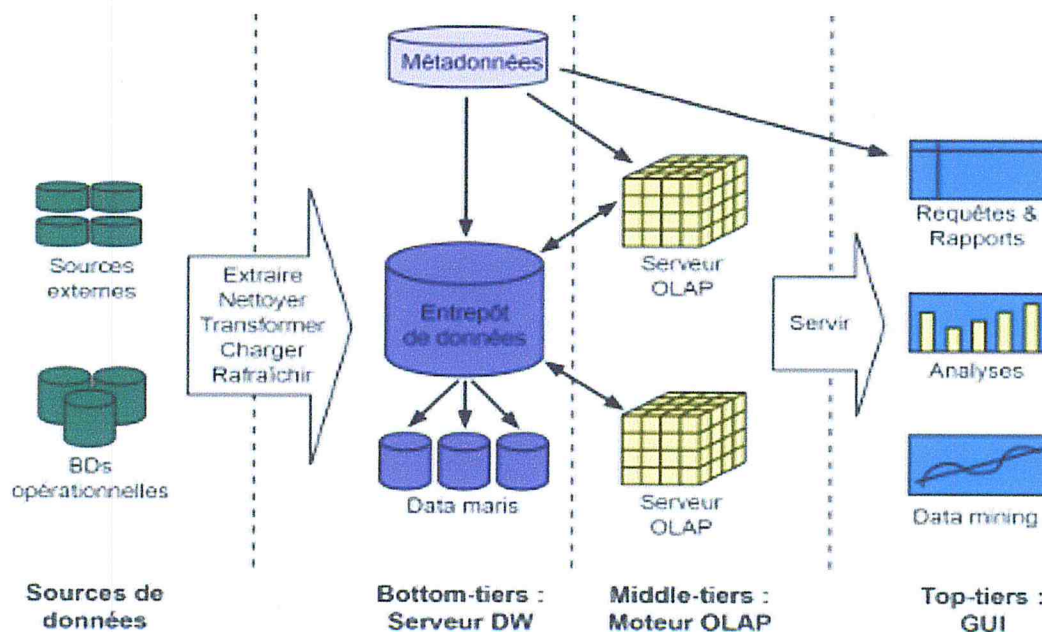 Métadonnées
Sources
externes
BDs
opérationnelles
Extraire
Nettoyer
Transformer
Charger
Rafraîchir
Entrepôt
de données
Data maris
Serveur
OLAP
Serveur
OLAP
Servir
Requêtes &
Rapports
Analyses
Data mining
Sources de
données
Bottom-tiers :
Serveur DW
Middle-tiers :
Moteur OLAP
Top-tiers :
GUI